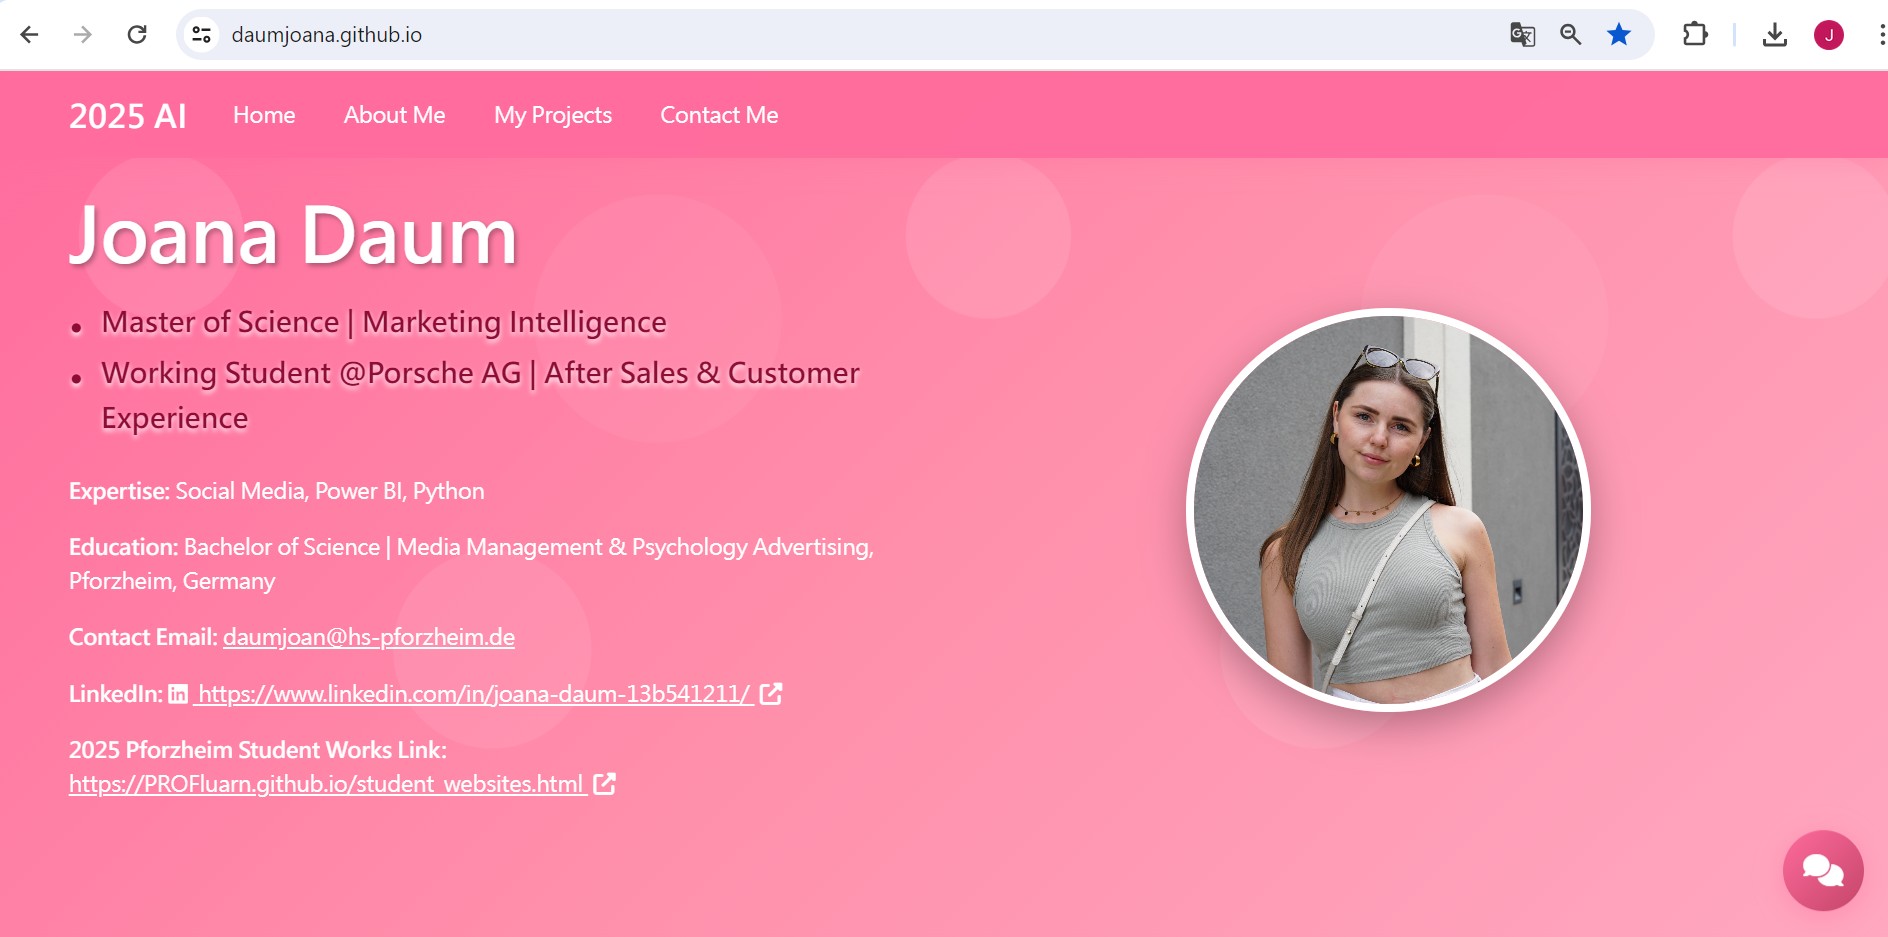 daumjoana.github.io
J
2025 AI Home About Me My Projects Contact Me
Joana Daum
• Master of Science | Marketing Intelligence
• Working Student @Porsche AG | After Sales & Customer
Experience
Expertise: Social Media, Power BI, Python
Education: Bachelor of Science | Media Management & Psychology Advertising,
Pforzheim, Germany
Contact Email: daumjoan@hs-pforzheim.de
LinkedIn: in https://www.linkedin.com/in/joana-daum-13b541211/
2025 Pforzheim Student Works Link:
https://PROFluarn.github.io/student_websites.html